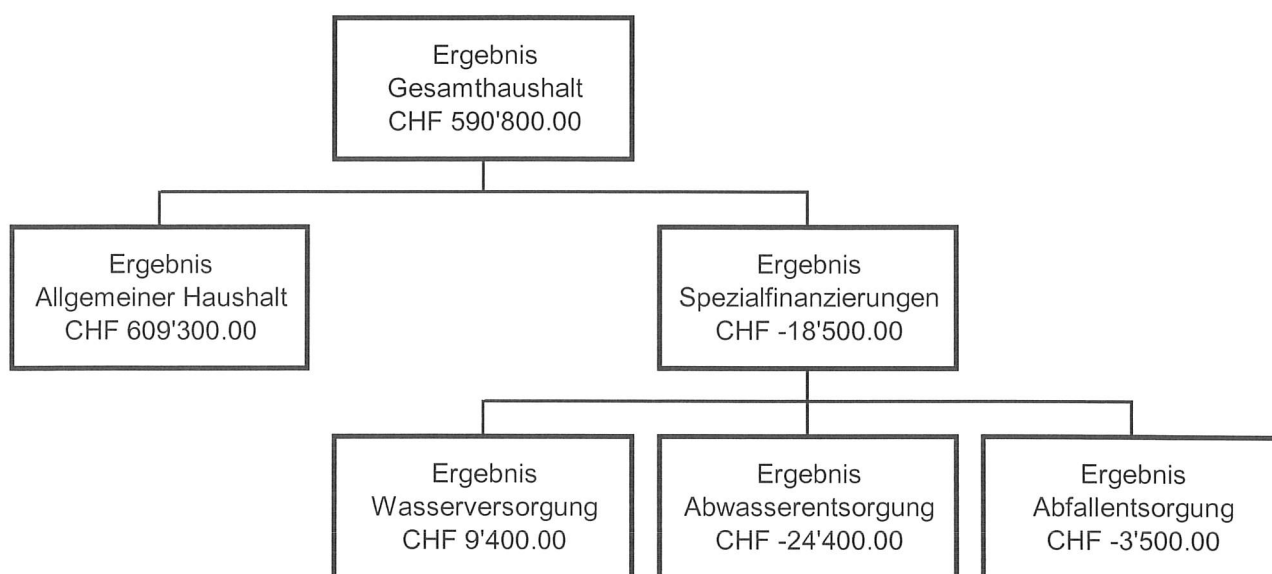 Ergebnis
Gesamthaushalt
CHF 590'800.00
Ergebnis
Allgemeiner Haushalt
CHF 609'300.00
Ergebnis
Spezialfinanzierungen
CHF -18'500.00
Ergebnis
Wasserversorgung
CHF 9'400.00
Ergebnis
Abwasserentsorgung
CHF -24'400.00
Ergebnis
Abfallentsorgung
CHF -3'500.00